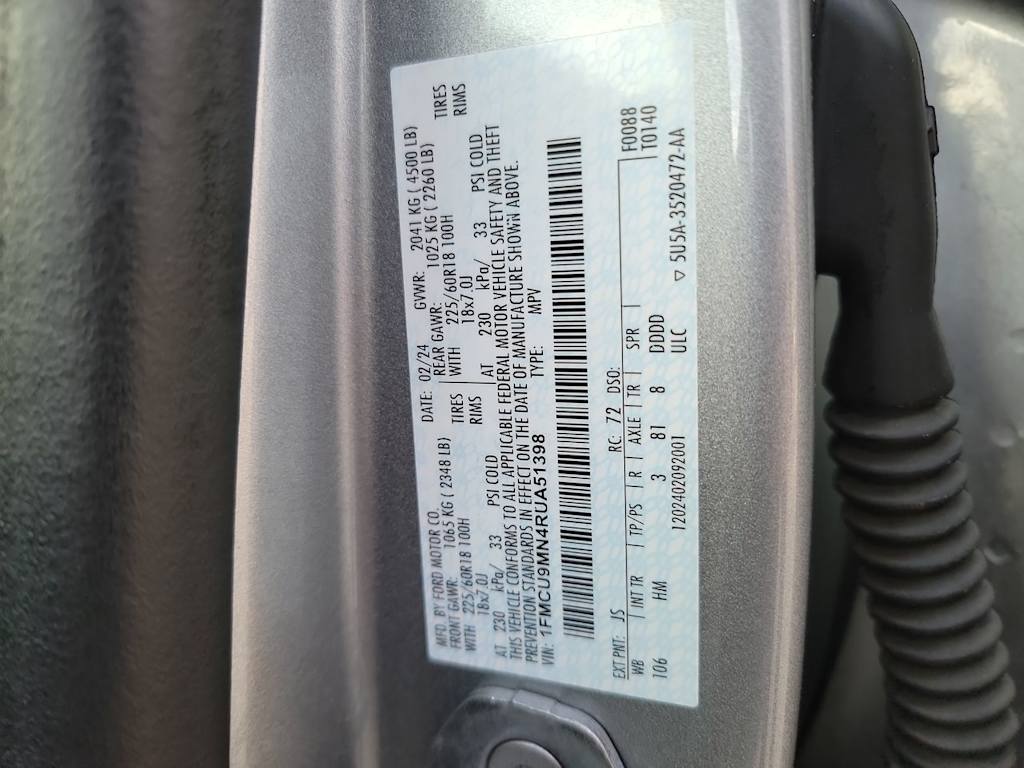 MFD. BY FORD MOTOR CO.
DATE: 02/24 GVWR: 2041 KG ( 4500 LB)
FRONT GAWR: 1065 KG ( 2348 LB) REAR GAWR: 1025 KG ( 2260 LB)
WITH 225/60R18 100H TIRES WITH 225/60R18 100H TIRES
18x7.0J RIMS 18x7.0J RIMS
AT 230 kPa/ 33 PSI COLD AT 230 kPa/ 33 PSI COLD
THIS VEHICLE CONFORMS TO ALL APPLICABLE FEDERAL MOTOR VEHICLE SAFETY AND THEFT
PREVENTION STANDARDS IN EFFECT ON THE DATE OF MANUFACTURE SHOWN ABOVE.
VIN: 1FMCU9MN4RUA51398 TYPE: MPV
EXT PNT: JS RC: 72 DSO: F0088
WB | INT TR | TP/PS | R | AXLE | TR | SPR | T0140
106 HM 3 81 8 DDDD
1202402092001 ULC ▽ 5U5A-3520472-AA